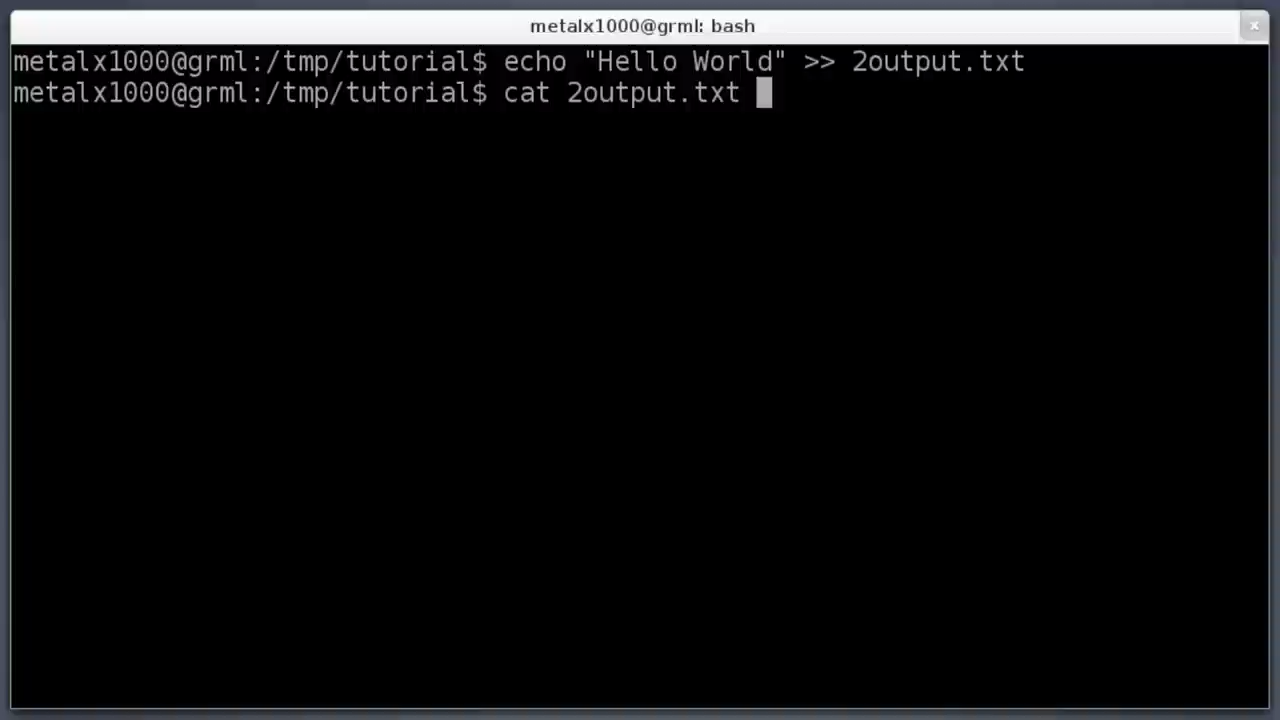 metalx1000@grml: bash
metalx1000@grml:/tmp/tutorial$ echo "Hello World" >> 2output.txt
metalx1000@grml:/tmp/tutorial$ cat 2output.txt